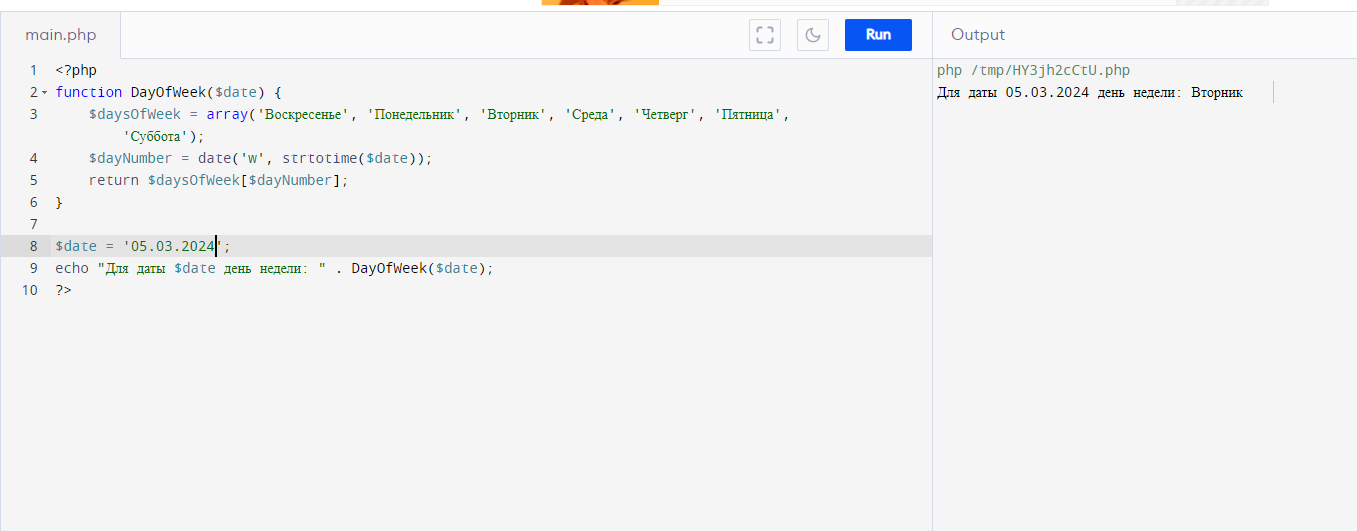 main.php
Run
Output
1 <?php
2 function DayOfWeek($date) {
3 $daysOfWeek = array('Воскресенье', 'Понедельник', 'Вторник', 'Среда', 'Четверг', 'Пятница',
'Суббота');
4 $dayNumber = date('w', strtotime($date));
5 return $daysOfWeek[$dayNumber];
6 }
7
8 $date = '05.03.2024';
9 echo "Для даты $date день недели: " . DayOfWeek($date);
10 ?>
php /tmp/HY3jh2cCtU.php
Для даты 05.03.2024 день недели: Вторник